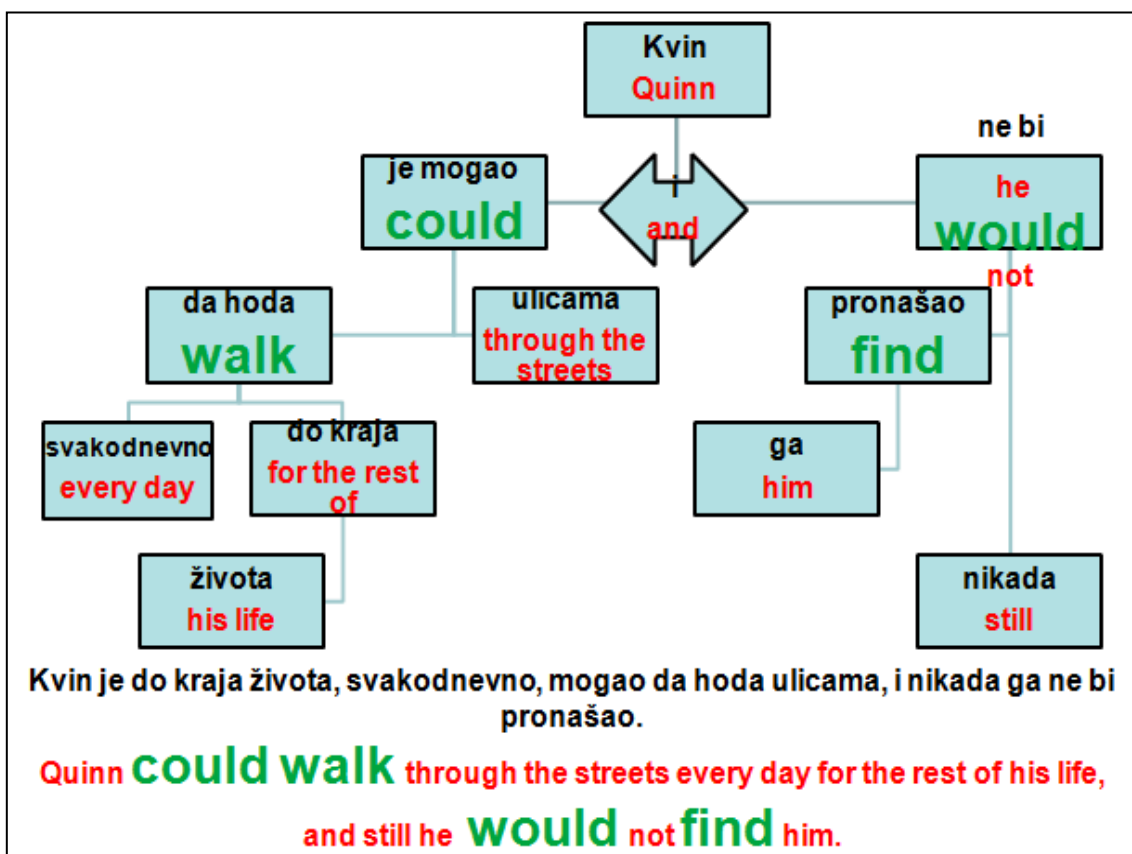 Kvin
Quinn
ne bi
je mogao
could
i
and
he
would
not
da hoda
walk
ulicama
through the
streets
pronašao
find
svakodnevno
every day
do kraja
for the rest
of
ga
him
života
his life
nikada
still
Kvin je do kraja života, svakodnevno, mogao da hoda ulicama, i nikada ga ne bi
pronašao.
Quinn could walk through the streets every day for the rest of his life,
and still he would not find him.